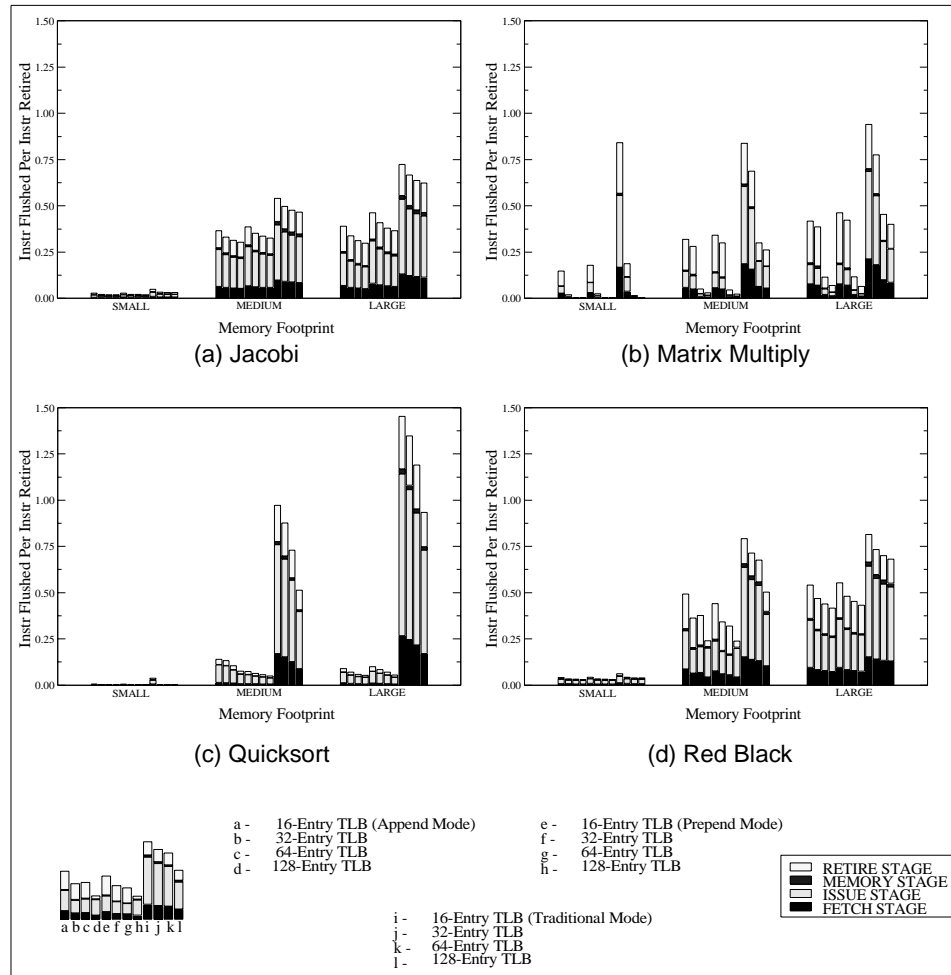 1.50
1.25
1.00
0.75
0.50
0.25
0.00
Instr Flushed Per Instr Retired
SMALL MEDIUM LARGE
Memory Footprint
(a) Jacobi
1.50
1.25
1.00
0.75
0.50
0.25
0.00
Instr Flushed Per Instr Retired
SMALL MEDIUM LARGE
Memory Footprint
(b) Matrix Multiply
1.50
1.25
1.00
0.75
0.50
0.25
0.00
Instr Flushed Per Instr Retired
SMALL MEDIUM LARGE
Memory Footprint
(c) Quicksort
1.50
1.25
1.00
0.75
0.50
0.25
0.00
Instr Flushed Per Instr Retired
SMALL MEDIUM LARGE
Memory Footprint
(d) Red Black
a b c d e f g h i j k l
a - 16-Entry TLB (Append Mode)
b - 32-Entry TLB
c - 64-Entry TLB
d - 128-Entry TLB
e - 16-Entry TLB (Prepend Mode)
f - 32-Entry TLB
g - 64-Entry TLB
h - 128-Entry TLB
i - 16-Entry TLB (Traditional Mode)
j - 32-Entry TLB
k - 64-Entry TLB
l - 128-Entry TLB
RETIRE STAGE
MEMORY STAGE
ISSUE STAGE
FETCH STAGE